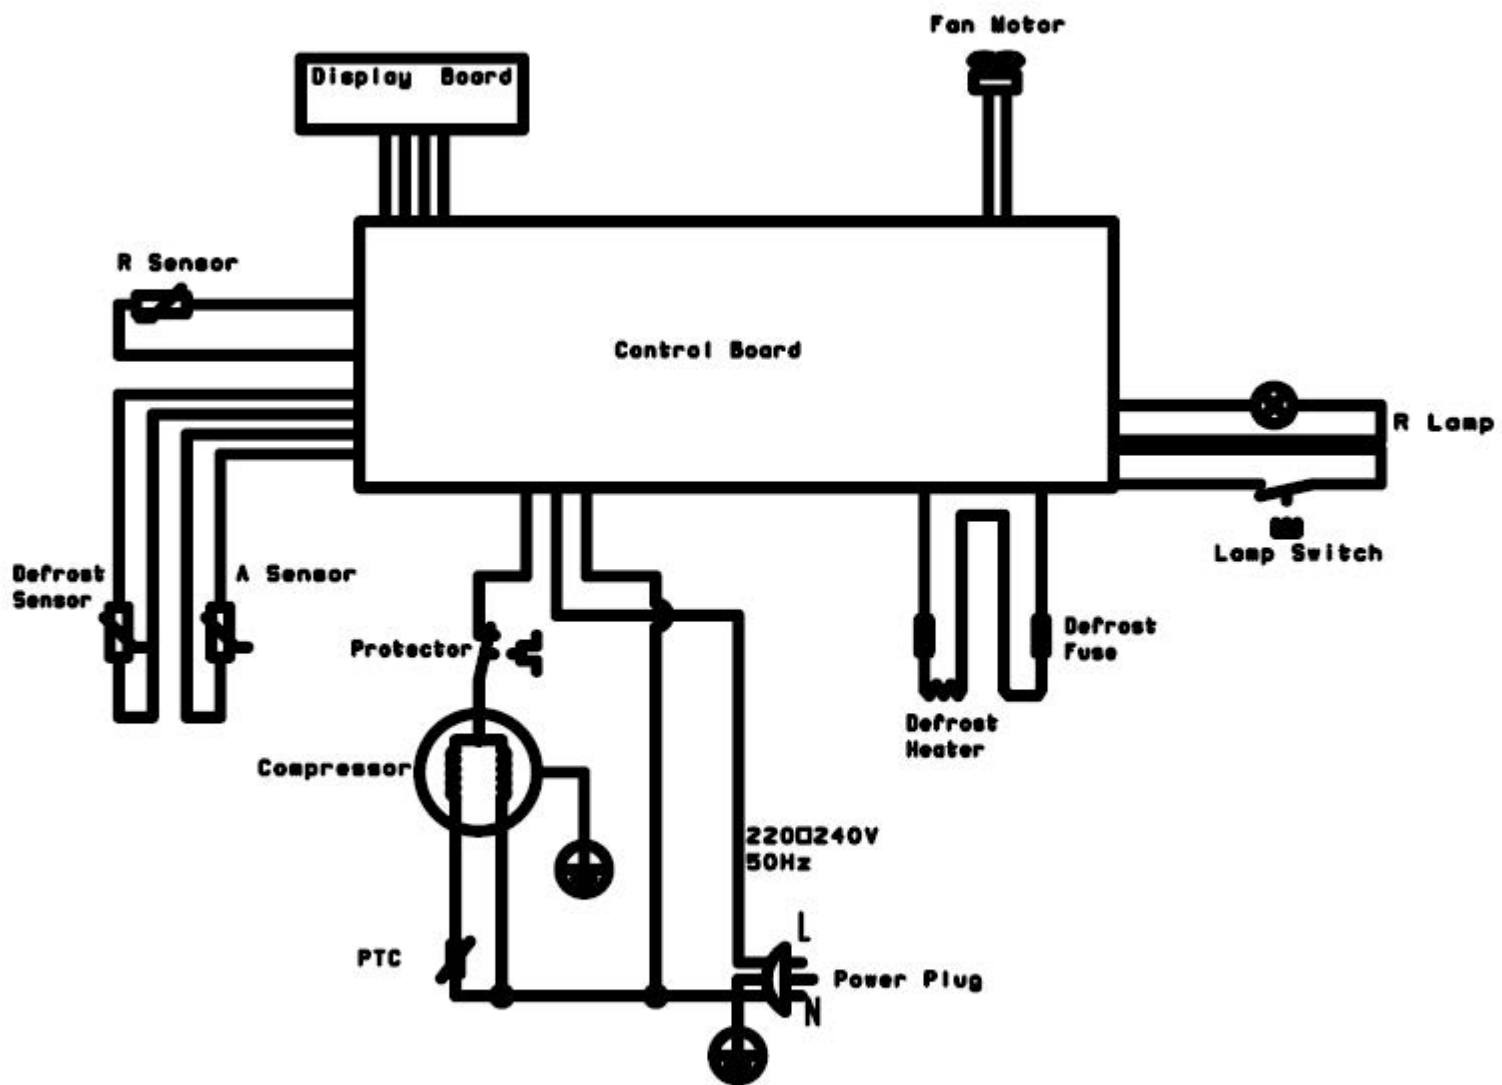 Fan Motor
Display Board
R Sensor
Control Board
R Lamp
Lamp Switch
Defrost
Sensor
A Sensor
Protector
Defrost
Fuse
Defrost
Heater
Compressor
220□240V
50Hz
L
PTC
Power Plug
N